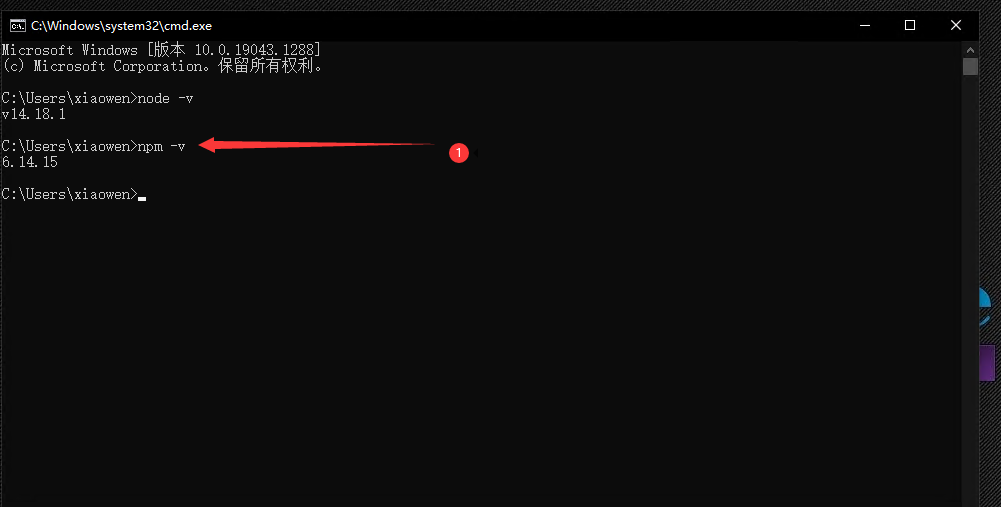 C:\Windows\system32\cmd.exe
Microsoft Windows [版本 10.0.19043.1288]
(c) Microsoft Corporation。保留所有权利。
C:\Users\xiaowen>node -v
v14.18.1
C:\Users\xiaowen>npm -v
1
6.14.15
C:\Users\xiaowen>